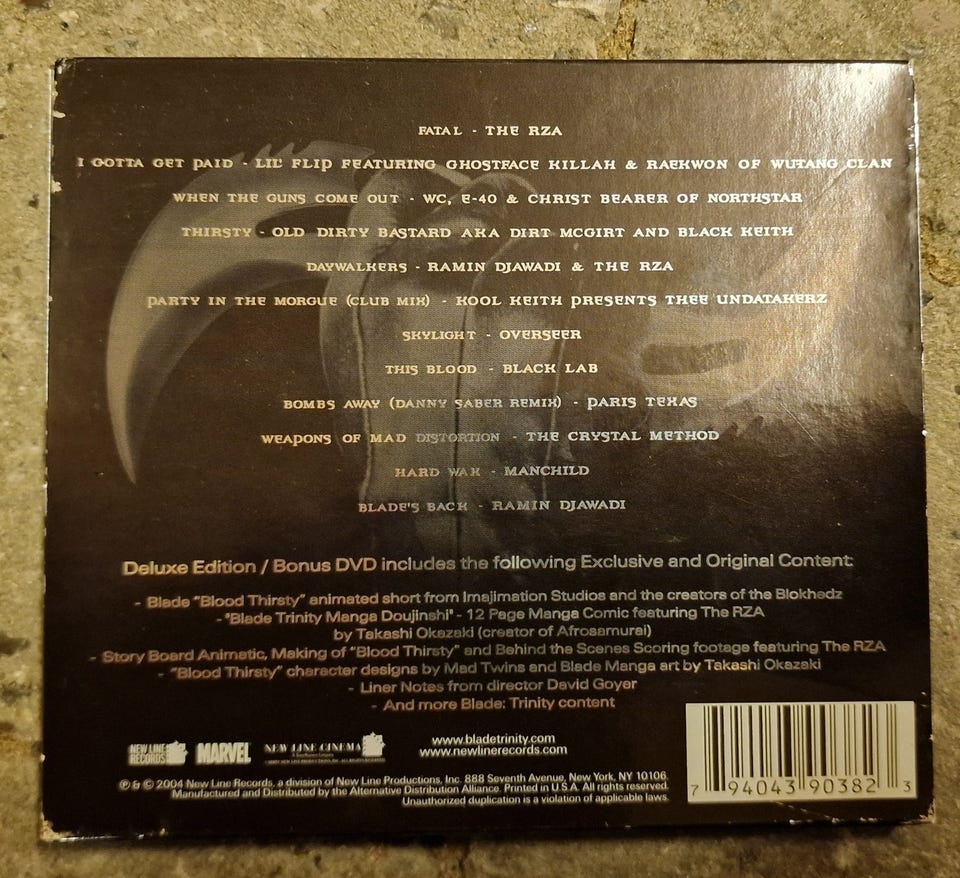 FATAL - THE RZA
I GOTTA GET PAID - LIL' FLIP FEATURING GHOSTFACE KILLAH & RAEKWON OF WUTANG CLAN
WHEN THE GUNS COME OUT - WC, E-40 & CHRIST BEARER OF NORTHSTAR
THIRSTY - OLD DIRTY BASTARD AKA DIRT MCGIRT AND BLACK KEITH
DAYWALKERS - RAMIN DJAWADI & THE RZA
PARTY IN THE MORGUE (CLUB MIX) - KOOL KEITH PRESENTS THEE UNDATAKERZ
SKYLIGHT - OVERSEER
THIS BLOOD - BLACK LAB
BOMBS AWAY (DANNY SABER REMIX) - PARIS TEXAS
WEAPONS OF MAD DISTORTION - THE CRYSTAL METHOD
HARD WAX - MANCHILD
BLADE'S BACK - RAMIN DJAWADI
Deluxe Edition / Bonus DVD includes the following Exclusive and Original Content:
- Blade "Blood Thirsty" animated short from Imajimation Studios and the creators of the Blokhedz
- "Blade Trinity Manga Doujinshi" - 12 Page Manga Comic featuring The RZA
by Takashi Okazaki (creator of Afrosamurai)
- Story Board Animatic, Making of "Blood Thirsty" and Behind the Scenes Scoring footage featuring The RZA
- "Blood Thirsty" character designs by Mad Twins and Blade Manga art by Takashi Okazaki
- Liner Notes from director David Goyer
- And more Blade: Trinity content
NEW LINE RECORDS
MARVEL
NEW LINE CINEMA
www.bladetrinity.com
www.newlinerecords.com
℗ & © 2004 New Line Records, a division of New Line Productions, Inc. 888 Seventh Avenue, New York, NY 10106.
Manufactured and Distributed by the Alternative Distribution Alliance. Printed in U.S.A. All rights reserved.
Unauthorized duplication is a violation of applicable laws.
7 94043 90382 3